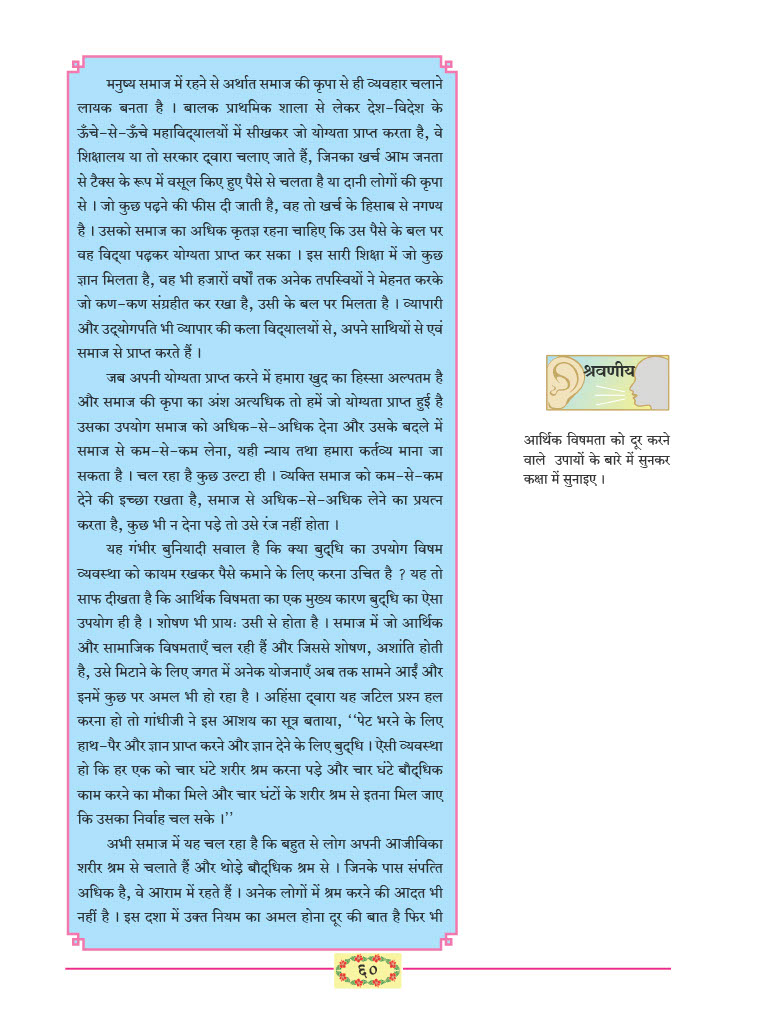 मनुष्य समाज में रहने से अर्थात समाज की कृपा से ही व्यवहार चलाने
लायक बनता है । बालक प्राथमिक शाला से लेकर देश-विदेश के
ऊँचे-से-ऊँचे महाविद्‌यालयों में सीखकर जो योग्यता प्राप्त करता है, वे
शिक्षालय या तो सरकार द्‌वारा चलाए जाते हैं, जिनका खर्च आम जनता
से टैक्स के रूप में वसूल किए हुए पैसे से चलता है या दानी लोगों की कृपा
से । जो कुछ पढ़ने की फीस दी जाती है, वह तो खर्च के हिसाब से नगण्य
है । उसको समाज का अधिक कृतज्ञ रहना चाहिए कि उस पैसे के बल पर
वह विद्‌या पढ़कर योग्यता प्राप्त कर सका । इस सारी शिक्षा में जो कुछ
ज्ञान मिलता है, वह भी हजारों वर्षों तक अनेक तपस्वियों ने मेहनत करके
जो कण-कण संग्रहीत कर रखा है, उसी के बल पर मिलता है । व्यापारी
और उद्‌योगपति भी व्यापार की कला विद्‌यालयों से, अपने साथियों से एवं
समाज से प्राप्त करते हैं ।
जब अपनी योग्यता प्राप्त करने में हमारा खुद का हिस्सा अल्पतम है
और समाज की कृपा का अंश अत्यधिक तो हमें जो योग्यता प्राप्त हुई है
उसका उपयोग समाज को अधिक-से-अधिक देना और उसके बदले में
समाज से कम-से-कम लेना, यही न्याय तथा हमारा कर्तव्य माना जा
सकता है । चल रहा है कुछ उल्टा ही । व्यक्ति समाज को कम-से-कम
देने की इच्छा रखता है, समाज से अधिक-से-अधिक लेने का प्रयत्न
करता है, कुछ भी न देना पड़े तो उसे रंज नहीं होता ।
यह गंभीर बुनियादी सवाल है कि क्या बुद्‌धि का उपयोग विषम
व्यवस्था को कायम रखकर पैसे कमाने के लिए करना उचित है ? यह तो
साफ दीखता है कि आर्थिक विषमता का एक मुख्य कारण बुद्‌धि का ऐसा
उपयोग ही है । शोषण भी प्रायः उसी से होता है । समाज में जो आर्थिक
और सामाजिक विषमताएँ चल रही हैं और जिससे शोषण, अशांति होती
है, उसे मिटाने के लिए जगत में अनेक योजनाएँ अब तक सामने आईं और
इनमें कुछ पर अमल भी हो रहा है । अहिंसा द्‌वारा यह जटिल प्रश्न हल
करना हो तो गांधीजी ने इस आशय का सूत्र बताया, ‘‘पेट भरने के लिए
हाथ-पैर और ज्ञान प्राप्त करने और ज्ञान देने के लिए बुद्‌धि । ऐसी व्यवस्था
हो कि हर एक को चार घंटे शरीर श्रम करना पड़े और चार घंटे बौद्‌धिक
काम करने का मौका मिले और चार घंटों के शरीर श्रम से इतना मिल जाए
कि उसका निर्वाह चल सके ।’’
अभी समाज में यह चल रहा है कि बहुत से लोग अपनी आजीविका
शरीर श्रम से चलाते हैं और थोड़े बौद्‌धिक श्रम से । जिनके पास संपत्ति
अधिक है, वे आराम में रहते हैं । अनेक लोगों में श्रम करने की आदत भी
नहीं है । इस दशा में उक्त नियम का अमल होना दूर की बात है फिर भी
श्रवणीय
आर्थिक विषमता को दूर करने
वाले उपायों के बारे में सुनकर
कक्षा में सुनाइए ।
६०